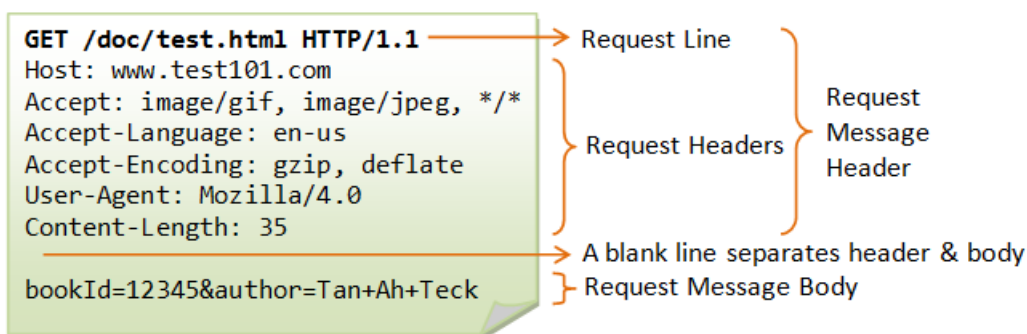 GET /doc/test.html HTTP/1.1
Host: www.test101.com
Accept: image/gif, image/jpeg, */*
Accept-Language: en-us
Accept-Encoding: gzip, deflate
User-Agent: Mozilla/4.0
Content-Length: 35
bookId=12345&author=Tan+Ah+Teck
Request Line
Request Headers
Request
Message
Header
A blank line separates header & body
Request Message Body